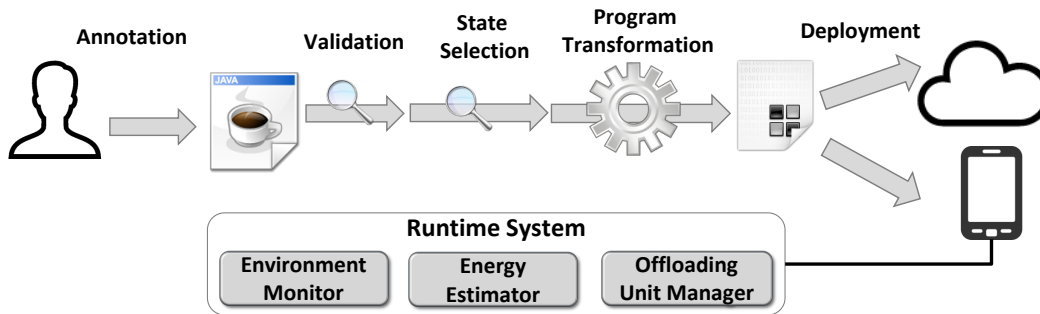 Annotation
Validation
State
Selection
Program
Transformation
Deployment
JAVA
Runtime System
Environment
Monitor
Energy
Estimator
Offloading
Unit Manager